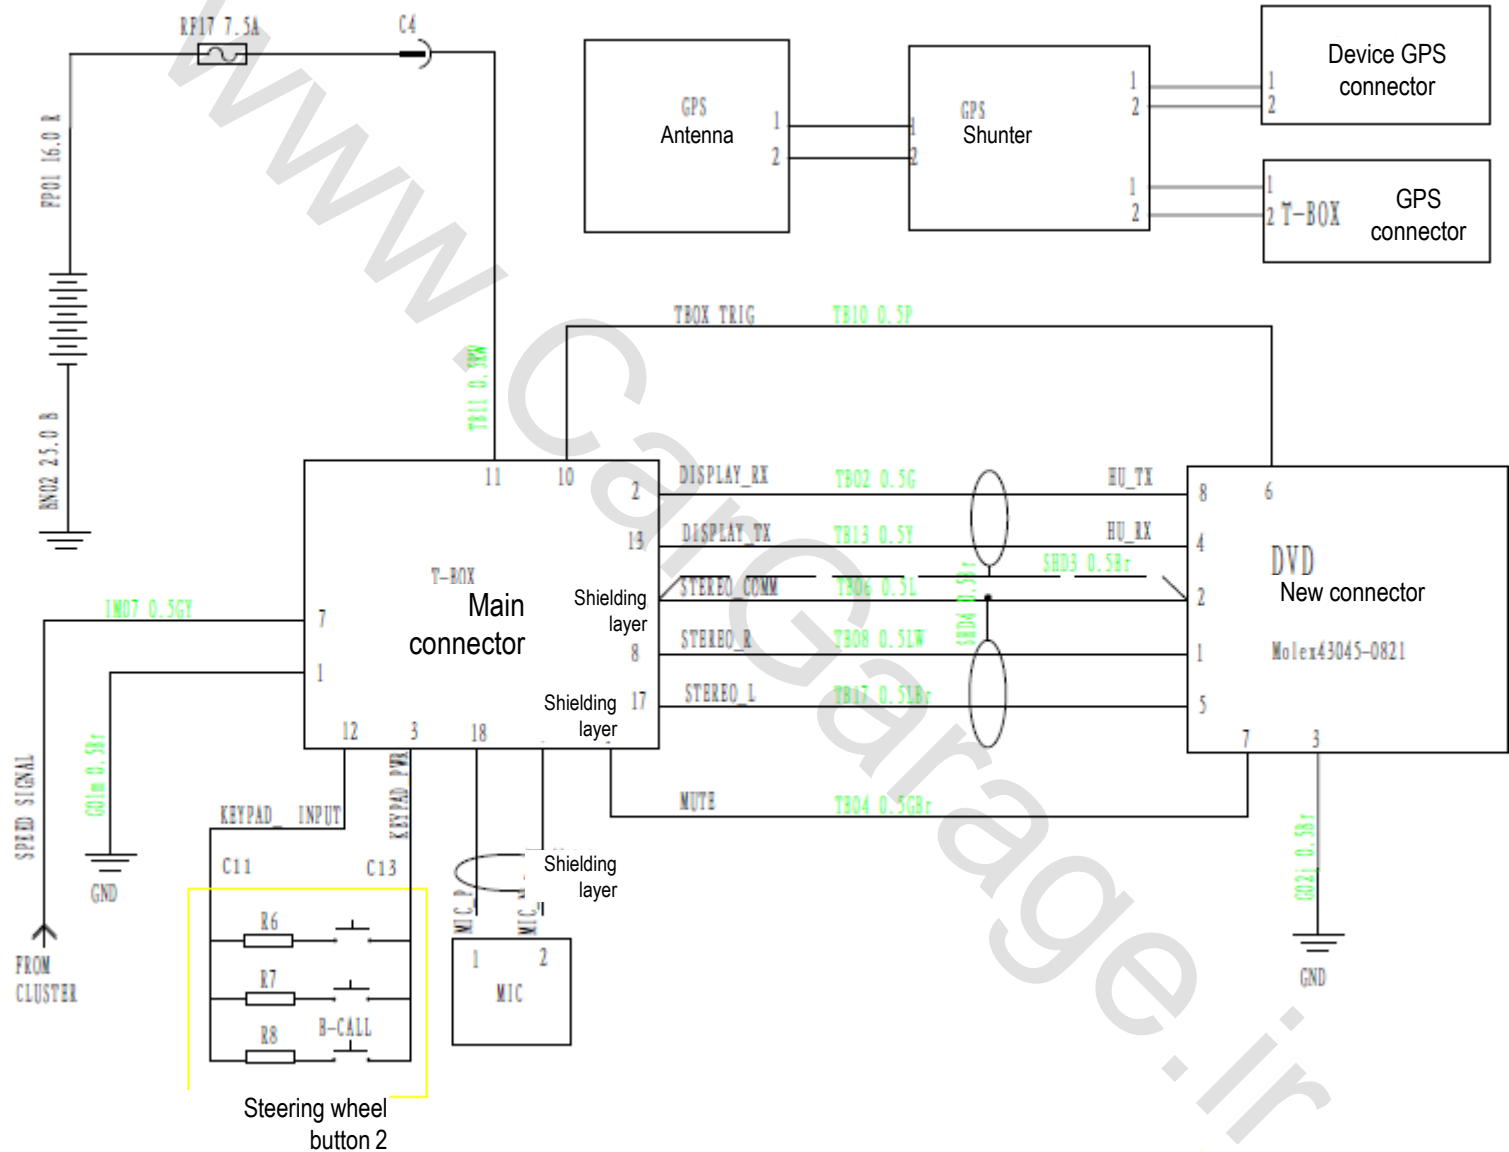 RF17 7.5A
C4
FP01 16.0 R
BN02 25.0 B
TB11 0.5RW
GPS
Antenna
1
2
1
2
GPS
Shunter
1
2
1
2
1
2
Device GPS
connector
1
2 T-BOX
GPS
connector
TBOX TRIG
TB10 0.5P
11
10
2
13
T-BOX
Main
connector
Shielding
layer
8
Shielding
layer
17
7
1
12
3
18
DISPLAY_RX
TB02 0.5G
HU_TX
DISPLAY_TX
TB13 0.5Y
HU_RX
SHD3 0.5Br
STEREO_COMM
TB06 0.5L
SHD4 0.5Br
STEREO_R
TB08 0.5LW
STEREO_L
TB17 0.5LBr
MUTE
TB04 0.5GBr
8
6
4
DVD
2
New connector
1
Molex43045-0821
5
7
3
G02j 0.5Br
GND
IM07 0.5GY
SPEED SIGNAL
FROM
CLUSTER
G01m 0.5Br
GND
KEYPAD_ INPUT
KEYPAD_PWR
C11
C13
R6
R7
R8
B-CALL
Steering wheel
button 2
Shielding
layer
MIC_P
MIC_
1
2
MIC
www.CarGarage.ir